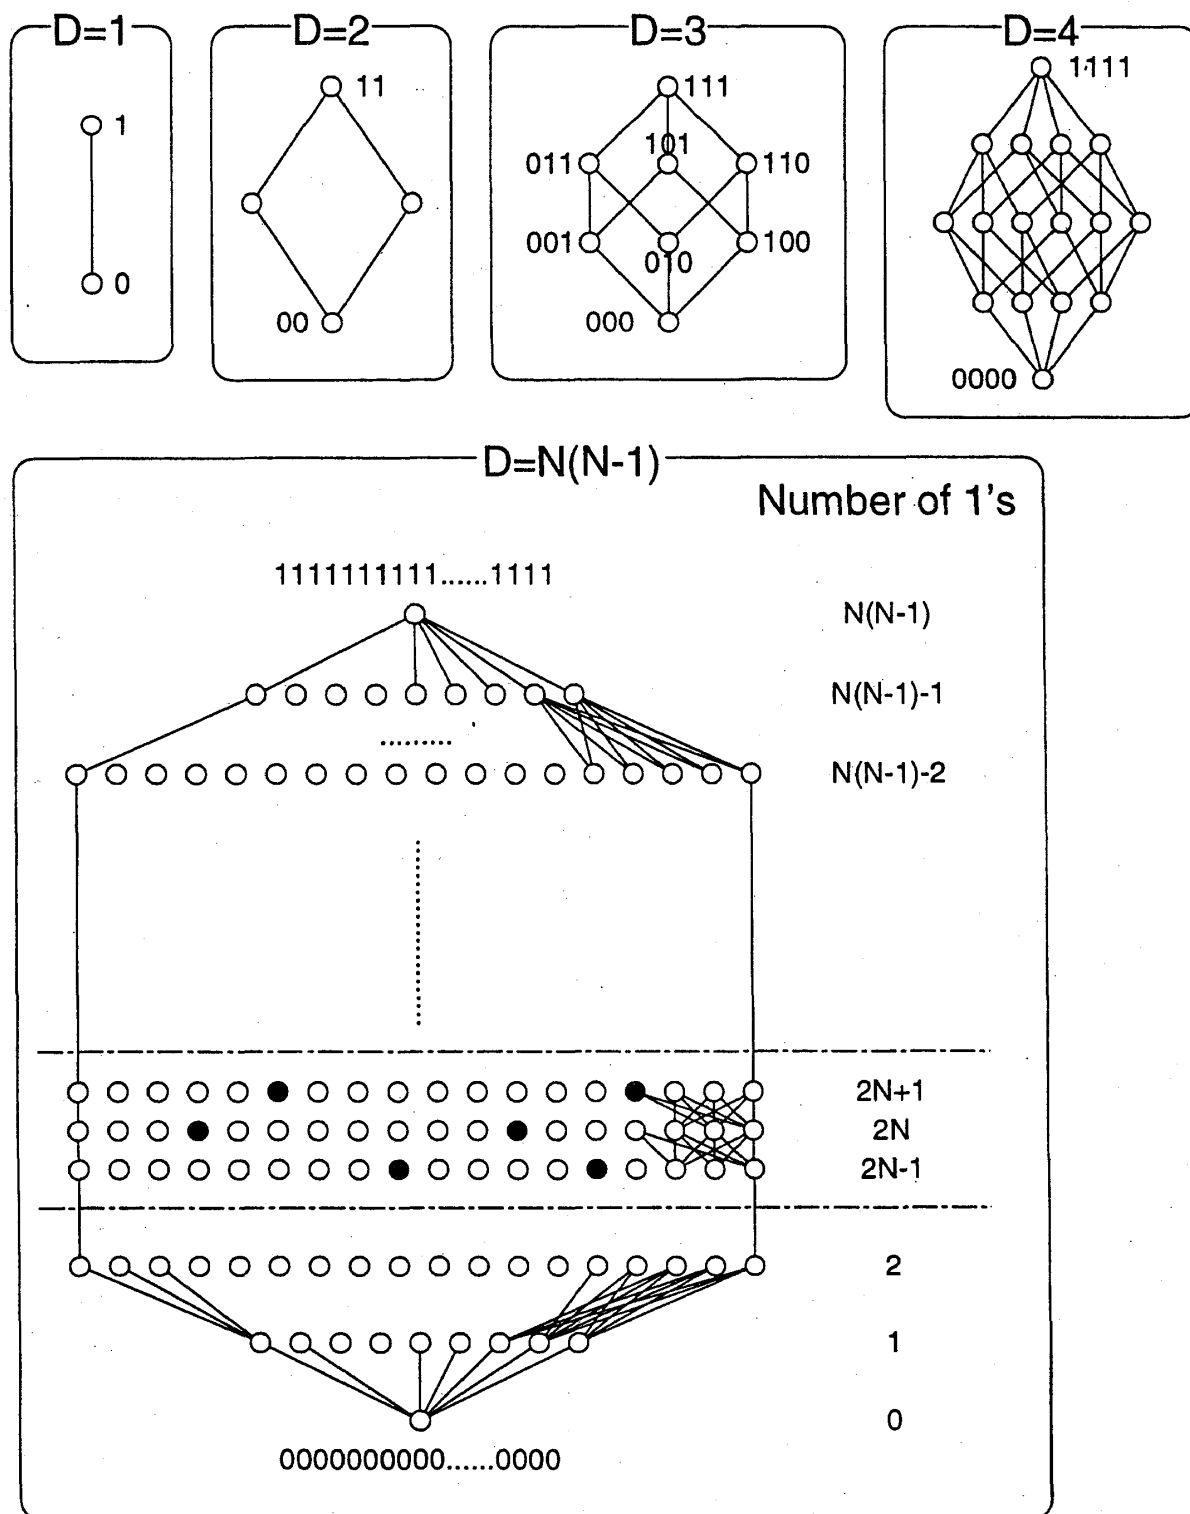 D=1
1
0
D=2
11
00
D=3
111
101
011
110
001
100
010
000
D=4
1111
0000
D=N(N-1)
Number of 1's
1111111111......1111
N(N-1)
N(N-1)-1
N(N-1)-2
2N+1
2N
2N-1
2
1
0
0000000000......0000